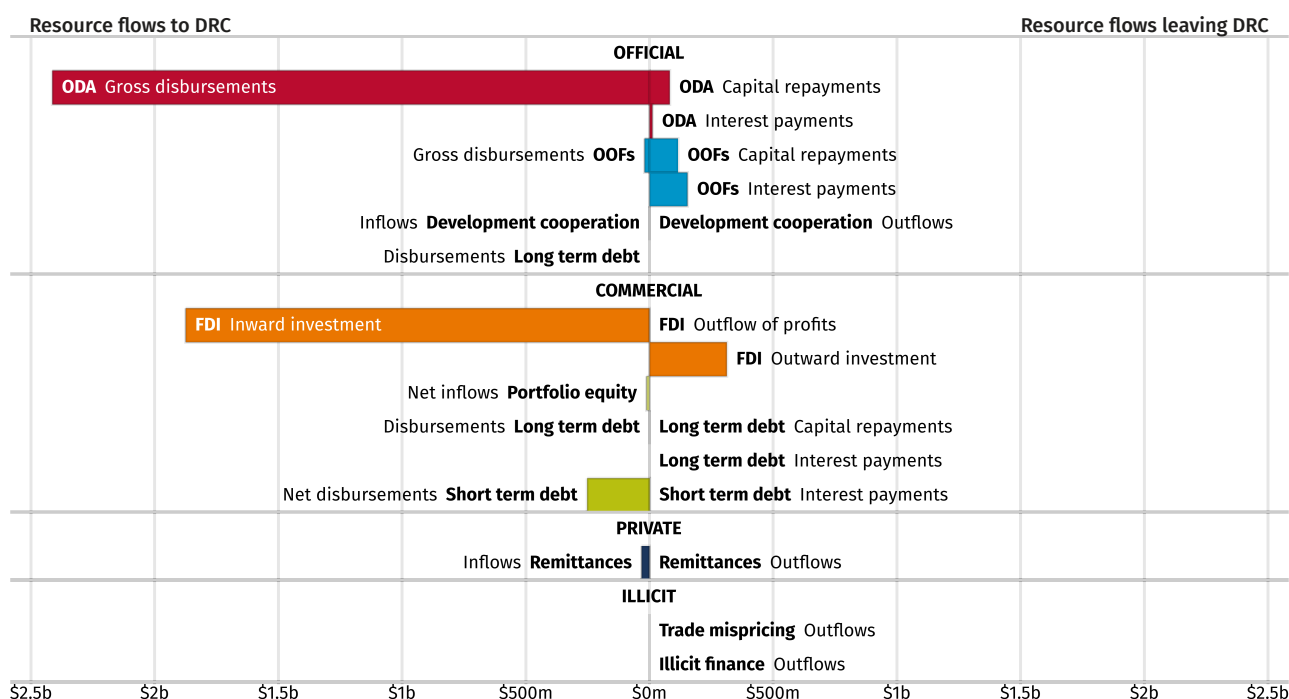 Resource flows to DRC Resource flows leaving DRC
OFFICIAL
ODA Gross disbursements ODA Capital repayments
ODA Interest payments
Gross disbursements OOFs OOFs Capital repayments
OOFs Interest payments
Inflows Development cooperation Development cooperation Outflows
Disbursements Long term debt
COMMERCIAL
FDI Inward investment FDI Outflow of profits
FDI Outward investment
Net inflows Portfolio equity
Disbursements Long term debt Long term debt Capital repayments
Long term debt Interest payments
Net disbursements Short term debt Short term debt Interest payments
PRIVATE
Inflows Remittances Remittances Outflows
ILLICIT
Trade mispricing Outflows
Illicit finance Outflows
$2.5b $2b $1.5b $1b $500m $0m $500m $1b $1.5b $2b $2.5b